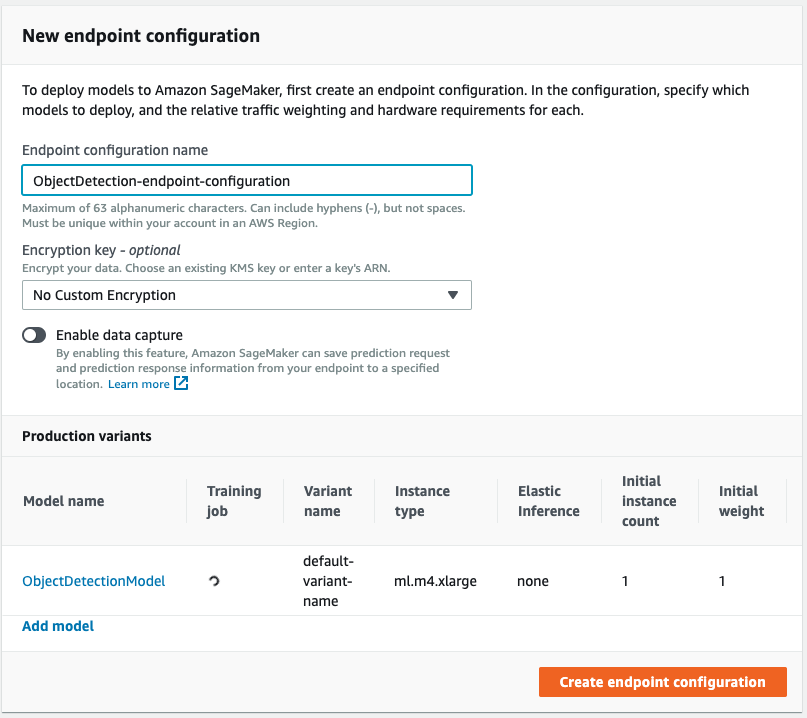 New endpoint configuration
To deploy models to Amazon SageMaker, first create an endpoint configuration. In the configuration, specify which
models to deploy, and the relative traffic weighting and hardware requirements for each.
Endpoint configuration name
ObjectDetection-endpoint-configuration
Maximum of 63 alphanumeric characters. Can include hyphens (-), but not spaces.
Must be unique within your account in an AWS Region.
Encryption key - optional
Encrypt your data. Choose an existing KMS key or enter a key's ARN.
No Custom Encryption
Enable data capture
By enabling this feature, Amazon SageMaker can save prediction request
and prediction response information from your endpoint to a specified
location. Learn more
Production variants
Model name
Training
job
Variant
name
Instance
type
Elastic
Inference
Initial
instance
count
Initial
weight
ObjectDetectionModel
default-
variant-
name
ml.m4.xlarge
none
1
1
Add model
Create endpoint configuration